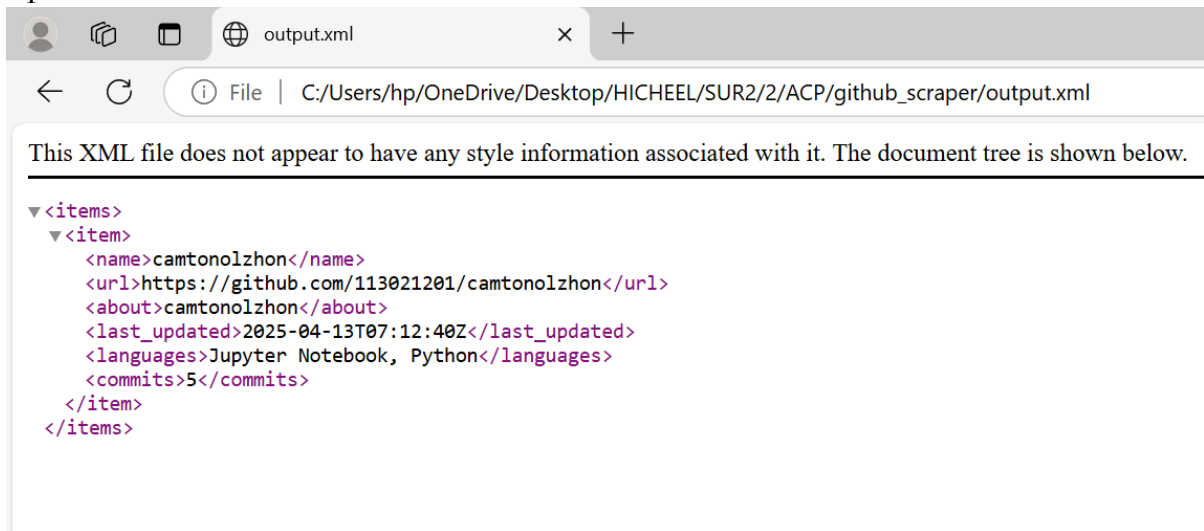 output.xml
File | C:/Users/hp/OneDrive/Desktop/HICHEEL/SUR2/2/ACP/github_scraper/output.xml
This XML file does not appear to have any style information associated with it. The document tree is shown below.
▼<items>
▼<item>
<name>camtonolzhon</name>
<url>https://github.com/113021201/camtonolzhon</url>
<about>camtonolzhon</about>
<last_updated>2025-04-13T07:12:40Z</last_updated>
<languages>Jupyter Notebook, Python</languages>
<commits>5</commits>
</item>
</items>